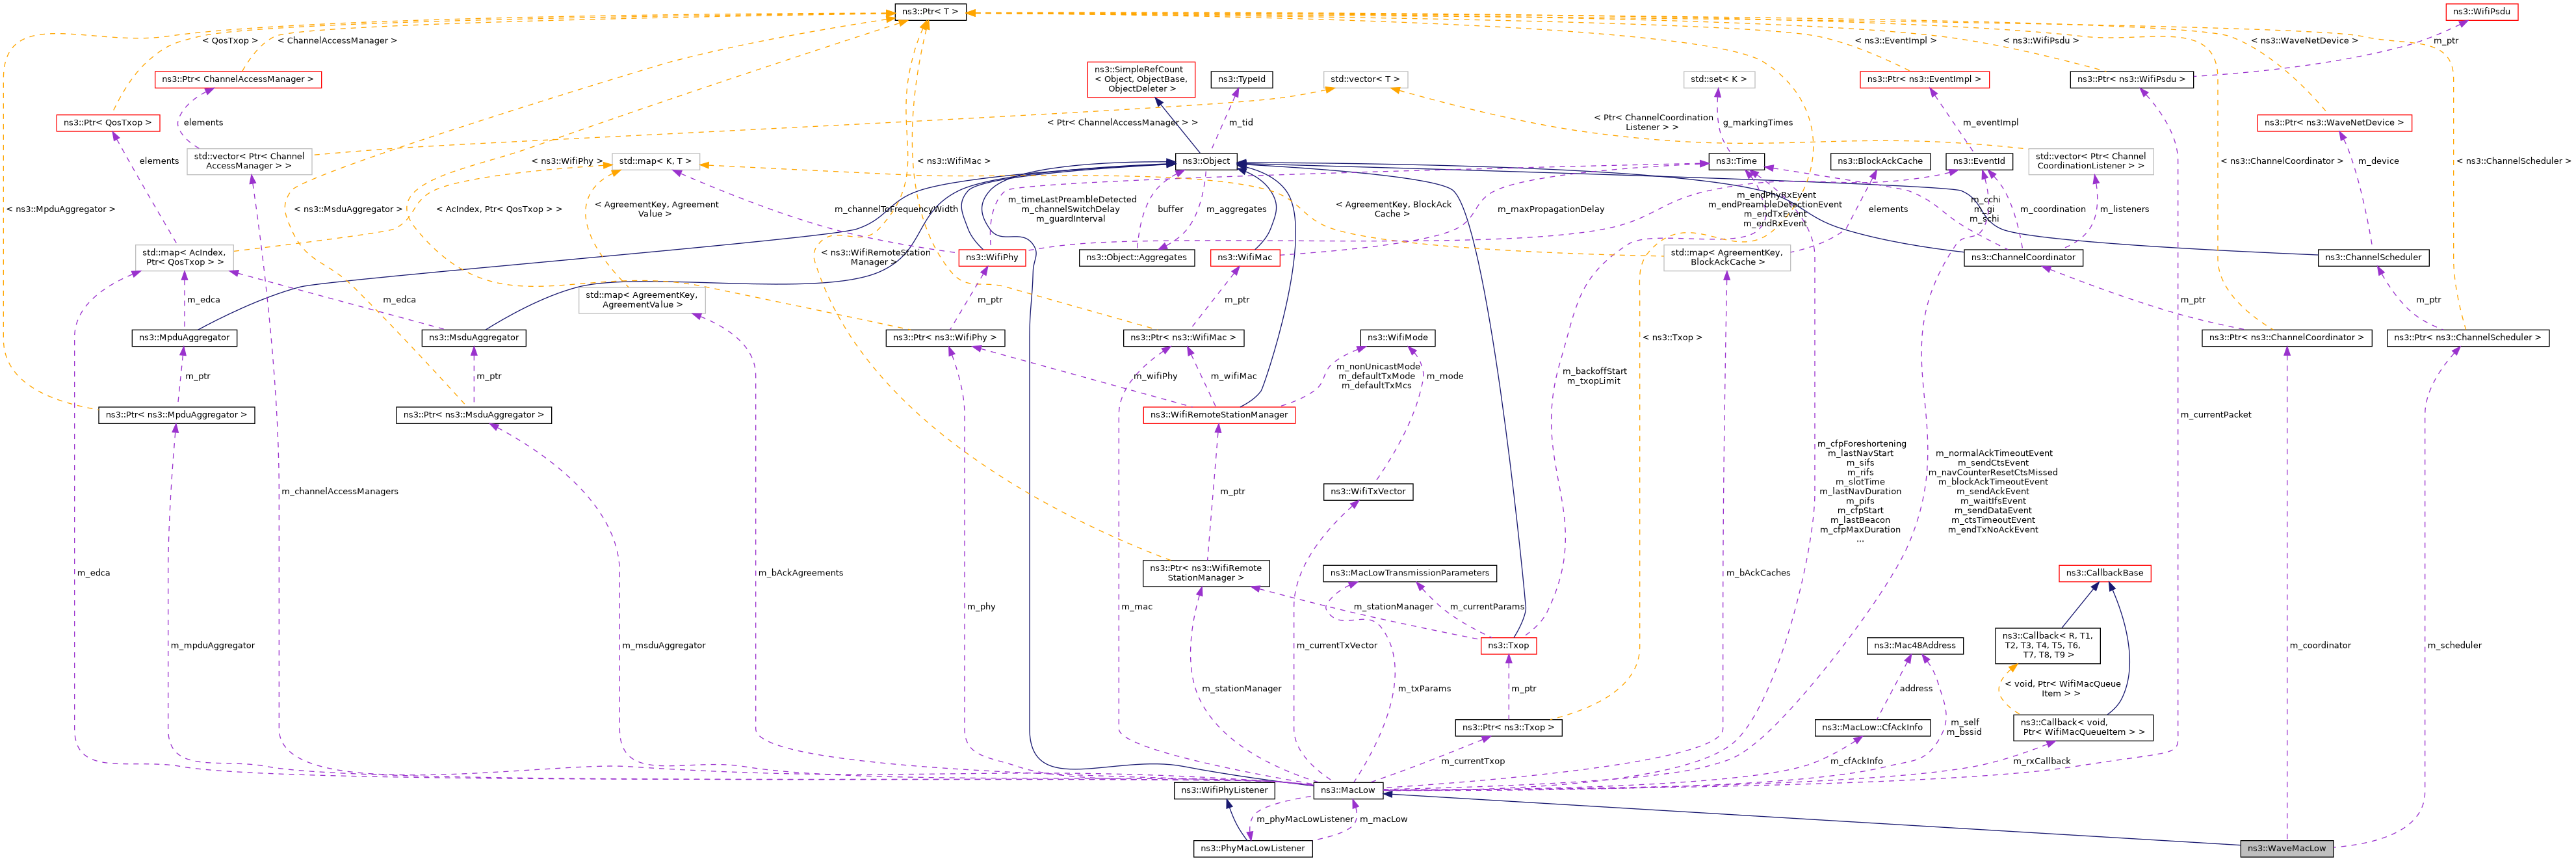 ns3::Ptr< T >
ns3::WifiPsdu
< QosTxop >
< ChannelAccessManager >
< ns3::EventImpl >
< ns3::WifiPsdu >
< ns3::WaveNetDevice >
m_ptr
ns3::Ptr< ChannelAccessManager >
ns3::SimpleRefCount
< Object, ObjectBase,
ObjectDeleter >
ns3::TypeId
std::vector< T >
std::set< K >
ns3::Ptr< ns3::EventImpl >
ns3::Ptr< ns3::WifiPsdu >
ns3::Ptr< QosTxop >
elements
< Ptr< ChannelAccessManager > >
m_tid
< Ptr< ChannelCoordination
Listener > >
g_markingTimes
m_eventImpl
ns3::Ptr< ns3::WaveNetDevice >
elements
std::vector< Ptr< Channel
AccessManager > >
< ns3::WifiPhy >
std::map< K, T >
< ns3::WifiMac >
ns3::Object
ns3::Time
ns3::BlockAckCache
ns3::EventId
std::vector< Ptr< Channel
CoordinationListener > >
< ns3::ChannelCoordinator >
m_device
< ns3::ChannelScheduler >
< ns3::MpduAggregator >
< ns3::MsduAggregator >
< AcIndex, Ptr< QosTxop > >
< AgreementKey, Agreement
Value >
m_channelToFrequencyWidth
m_timeLastPreambleDetected
m_channelSwitchDelay
m_guardInterval
buffer
m_aggregates
< AgreementKey, BlockAck
Cache >
m_maxPropagationDelay
m_endPhyRxEvent
m_endPreambleDetectionEvent
m_endTxEvent
m_endRxEvent
elements
m_cchi
m_gi
m_schi
m_coordination
m_listeners
std::map< AcIndex,
Ptr< QosTxop > >
< ns3::WifiRemoteStation
Manager >
ns3::WifiPhy
ns3::Object::Aggregates
ns3::WifiMac
std::map< AgreementKey,
BlockAckCache >
ns3::ChannelCoordinator
ns3::ChannelScheduler
m_edca
m_edca
std::map< AgreementKey,
AgreementValue >
m_ptr
m_ptr
m_ptr
m_ptr
ns3::MpduAggregator
ns3::MsduAggregator
ns3::Ptr< ns3::WifiPhy >
ns3::Ptr< ns3::WifiMac >
ns3::WifiMode
< ns3::Txop >
ns3::Ptr< ns3::ChannelCoordinator >
ns3::Ptr< ns3::ChannelScheduler >
m_ptr
m_ptr
m_wifiPhy
m_wifiMac
m_nonUnicastMode
m_defaultTxMode
m_defaultTxMcs
m_mode
m_backoffStart
m_txopLimit
ns3::Ptr< ns3::MpduAggregator >
ns3::Ptr< ns3::MsduAggregator >
ns3::WifiRemoteStationManager
m_currentPacket
m_channelAccessManagers
m_ptr
ns3::WifiTxVector
m_cfpForeshortening
m_lastNavStart
m_sifs
m_rifs
m_slotTime
m_lastNavDuration
m_pifs
m_cfpStart
m_lastBeacon
m_cfpMaxDuration
...
m_normalAckTimeoutEvent
m_sendCtsEvent
m_navCounterResetCtsMissed
m_blockAckTimeoutEvent
m_sendAckEvent
m_waitIfsEvent
m_sendDataEvent
m_ctsTimeoutEvent
m_endTxNoAckEvent
m_edca
m_bAckAgreements
ns3::Ptr< ns3::WifiRemote
StationManager >
ns3::MacLowTransmissionParameters
m_bAckCaches
ns3::CallbackBase
m_phy
m_mac
m_stationManager
m_currentParams
m_mpduAggregator
m_msduAggregator
m_currentTxVector
ns3::Txop
ns3::Mac48Address
ns3::Callback< R, T1,
T2, T3, T4, T5, T6,
T7, T8, T9 >
m_coordinator
m_scheduler
m_stationManager
m_txParams
m_ptr
address
< void, Ptr< WifiMacQueue
Item > >
ns3::Ptr< ns3::Txop >
ns3::MacLow::CfAckInfo
m_self
m_bssid
ns3::Callback< void,
Ptr< WifiMacQueueItem > >
m_currentTxop
m_cfAckInfo
m_rxCallback
ns3::WifiPhyListener
ns3::MacLow
m_phyMacLowListener
m_macLow
ns3::PhyMacLowListener
ns3::WaveMacLow